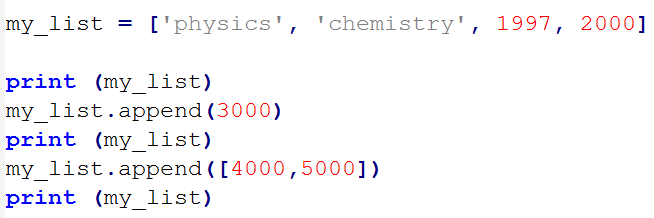 my_list = ['physics', 'chemistry', 1997, 2000]
print (my_list)
my_list.append(3000)
print (my_list)
my_list.append([4000,5000])
print (my_list)